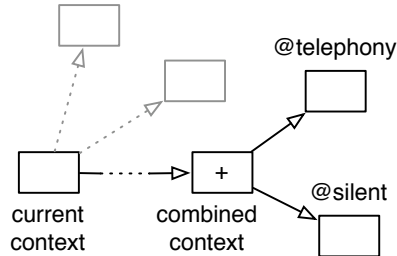 @telephony
+
@silent
current
context
combined
context